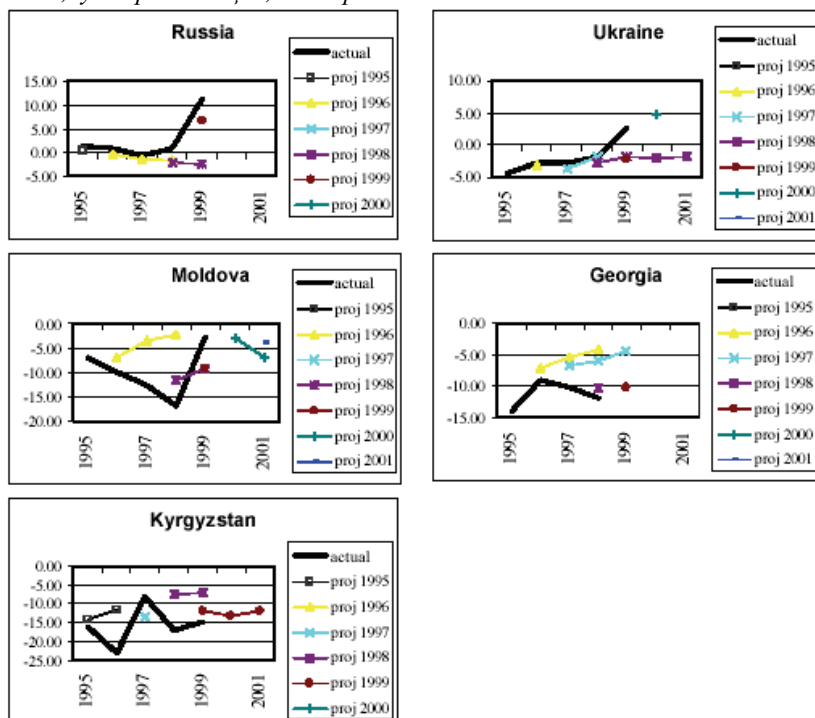 Russia
15.00
10.00
5.00
0.00
-5.00
1995
1997
1999
2001
actual
proj 1995
proj 1996
proj 1997
proj 1998
proj 1999
proj 2000
Ukraine
10.00
5.00
0.00
-5.00
1995
1997
1999
2001
actual
proj 1995
proj 1996
proj 1997
proj 1998
proj 1999
proj 2000
proj 2001
Moldova
0.00
-5.00
-10.00
-15.00
-20.00
1995
1997
1999
2001
actual
proj 1995
proj 1996
proj 1997
proj 1998
proj 1999
proj 2000
proj 2001
Georgia
0.00
-5.00
-10.00
-15.00
1995
1997
1999
2001
actual
proj 1995
proj 1996
proj 1997
proj 1998
proj 1999
proj 2000
proj 2001
Kyrgyzstan
0.00
-5.00
-10.00
-15.00
-20.00
-25.00
1995
1997
1999
2001
actual
proj 1995
proj 1996
proj 1997
proj 1998
proj 1999
proj 2000